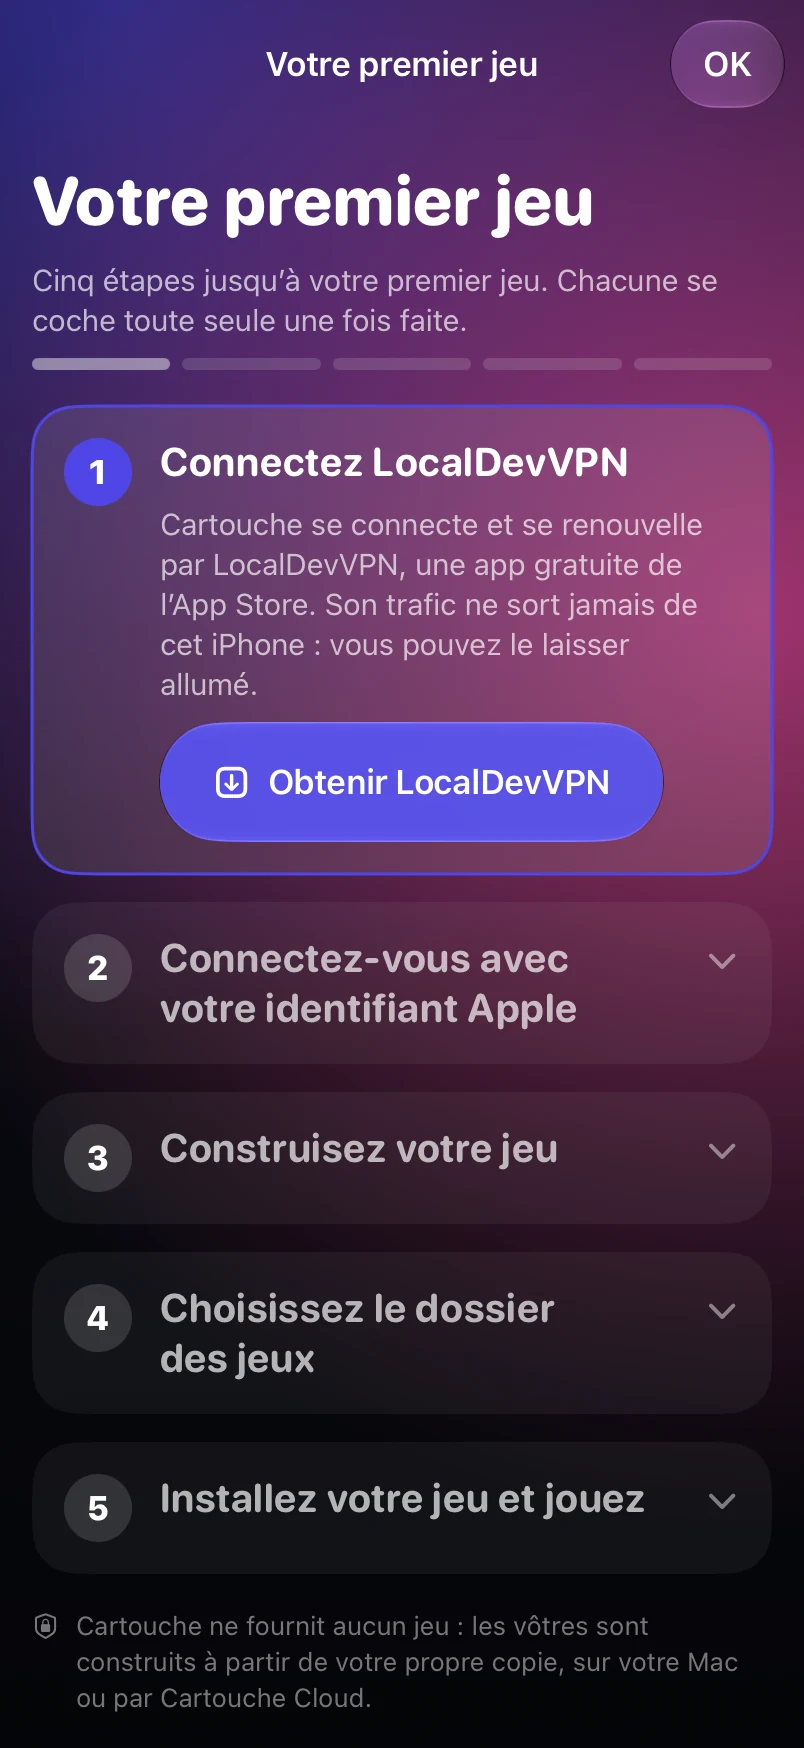 Votre premier jeu
OK
Votre premier jeu
Cinq étapes jusqu’à votre premier jeu. Chacune se
coche toute seule une fois faite.
1
Connectez LocalDevVPN
Cartouche se connecte et se renouvelle
par LocalDevVPN, une app gratuite de
l’App Store. Son trafic ne sort jamais de
cet iPhone : vous pouvez le laisser
allumé.
Obtenir LocalDevVPN
2
Connectez-vous avec
votre identifiant Apple
3
Construisez votre jeu
4
Choisissez le dossier
des jeux
5
Installez votre jeu et jouez
Cartouche ne fournit aucun jeu : les vôtres sont
construits à partir de votre propre copie, sur votre Mac
ou par Cartouche Cloud.